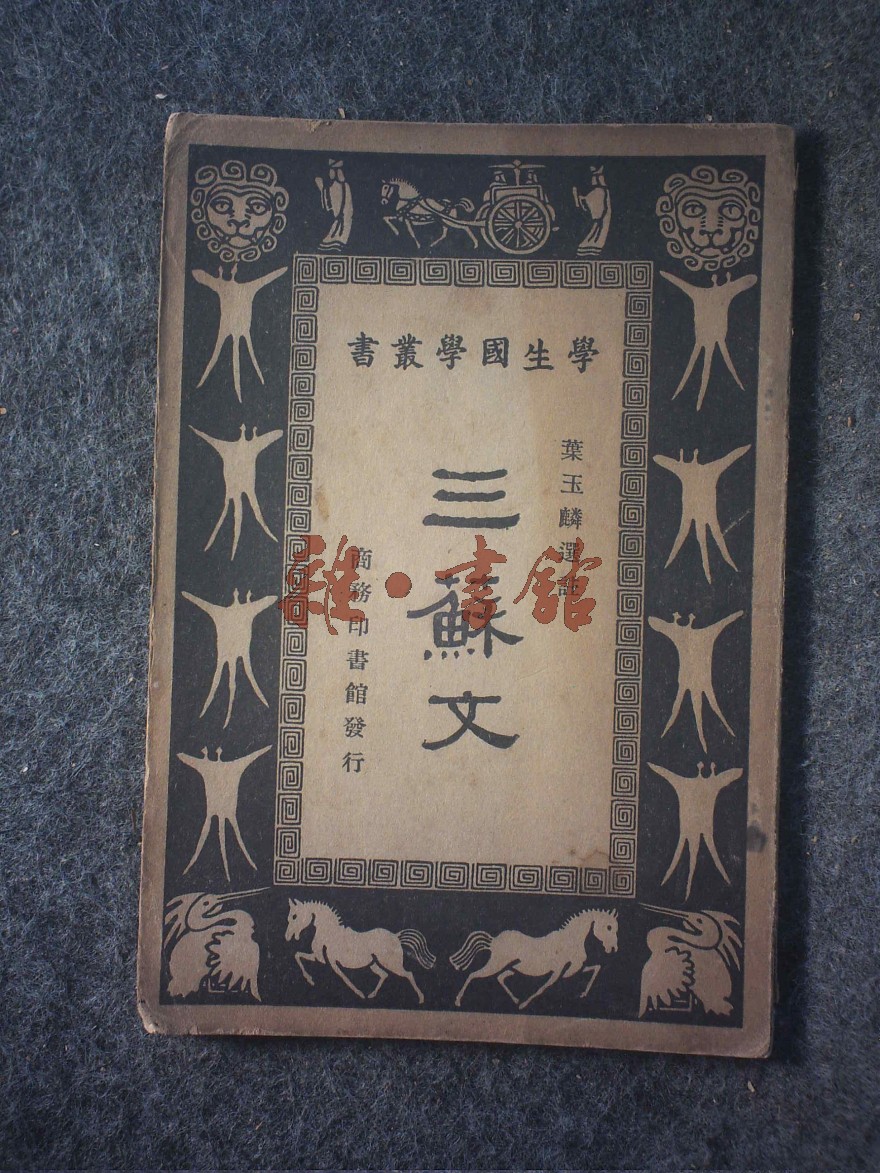 學生國學叢書
葉玉麟選註
三蘇文
商務印書館發行
雜·書館